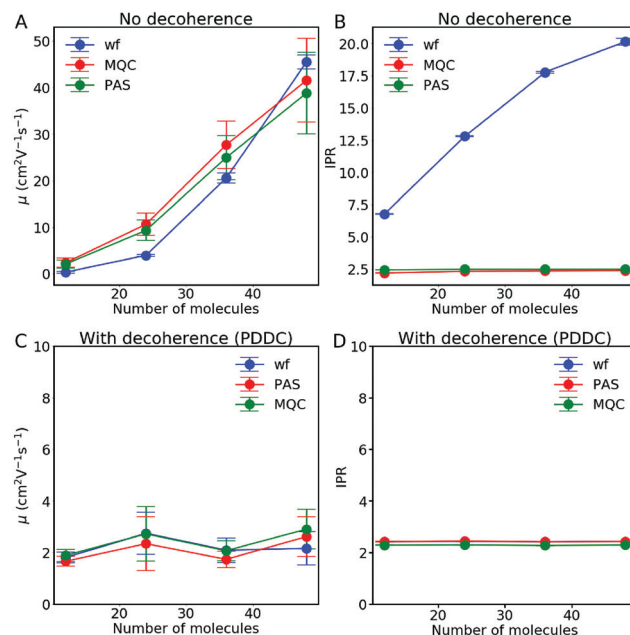 A
No decoherence
50
40
30
20
10
0
μ (cm²V⁻¹s⁻¹)
wf
MQC
PAS
20
30
40
Number of molecules
B
No decoherence
20.0
17.5
15.0
12.5
10.0
7.5
5.0
2.5
IPR
wf
MQC
PAS
20
30
40
Number of molecules
C
With decoherence (PDDC)
10
8
6
4
2
0
μ (cm²V⁻¹s⁻¹)
wf
PAS
MQC
20
30
40
Number of molecules
D
With decoherence (PDDC)
10
8
6
4
2
0
IPR
wf
PAS
MQC
20
30
40
Number of molecules